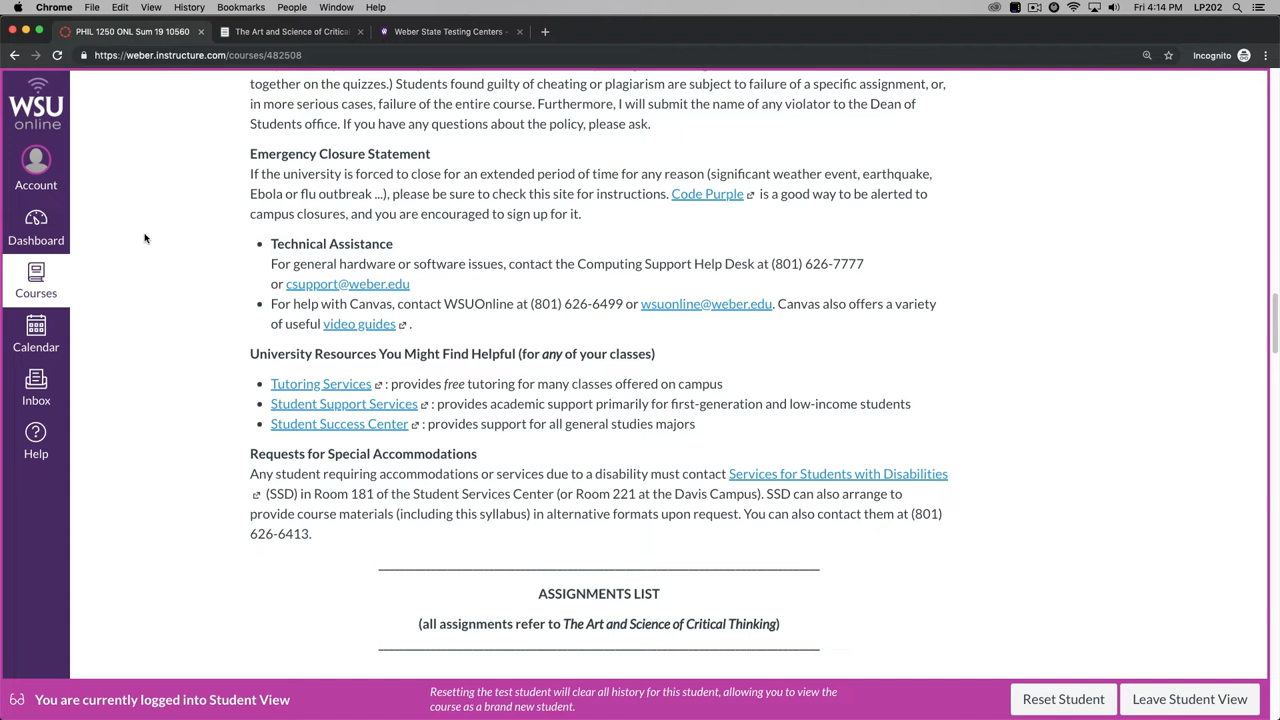 Chrome File Edit View History Bookmarks People Window Help Fri 4:14 PM LP202
PHIL 1250 ONL Sum 19 10560 The Art and Science of Critical Weber State Testing Centers -
https://weber.instructure.com/courses/482508 Incognito
together on the quizzes.) Students found guilty of cheating or plagiarism are subject to failure of a specific assignment, or,
in more serious cases, failure of the entire course. Furthermore, I will submit the name of any violator to the Dean of
Students office. If you have any questions about the policy, please ask.
Emergency Closure Statement
If the university is forced to close for an extended period of time for any reason (significant weather event, earthquake,
Ebola or flu outbreak ...), please be sure to check this site for instructions. Code Purple is a good way to be alerted to
campus closures, and you are encouraged to sign up for it.
• Technical Assistance
For general hardware or software issues, contact the Computing Support Help Desk at (801) 626-7777
or csupport@weber.edu
• For help with Canvas, contact WSUOnline at (801) 626-6499 or wsuonline@weber.edu. Canvas also offers a variety
of useful video guides .
University Resources You Might Find Helpful (for any of your classes)
• Tutoring Services : provides free tutoring for many classes offered on campus
• Student Support Services : provides academic support primarily for first-generation and low-income students
• Student Success Center : provides support for all general studies majors
Requests for Special Accommodations
Any student requiring accommodations or services due to a disability must contact Services for Students with Disabilities
(SSD) in Room 181 of the Student Services Center (or Room 221 at the Davis Campus). SSD can also arrange to
provide course materials (including this syllabus) in alternative formats upon request. You can also contact them at (801)
626-6413.
ASSIGNMENTS LIST
(all assignments refer to The Art and Science of Critical Thinking)
WSU
online
Account
Dashboard
Courses
Calendar
Inbox
Help
You are currently logged into Student View
Resetting the test student will clear all history for this student, allowing you to view the
course as a brand new student.
Reset Student
Leave Student View